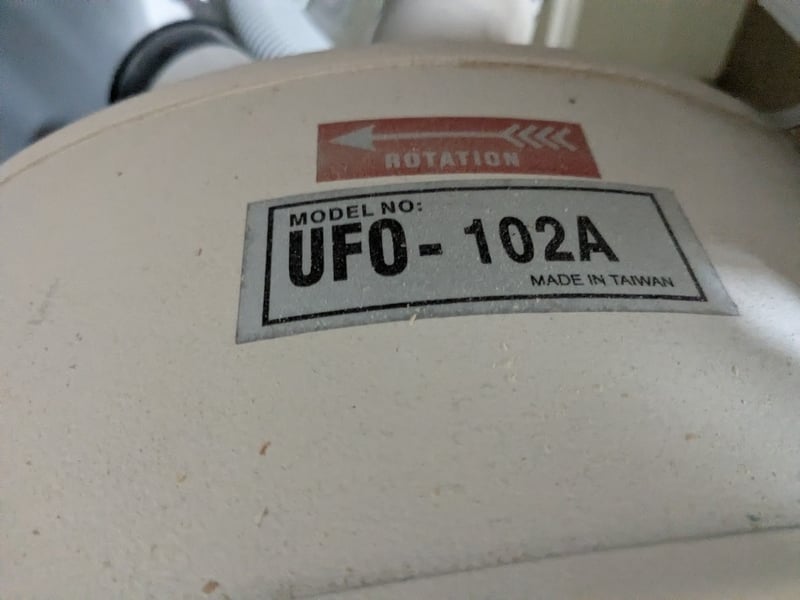 ROTATION
MODEL NO:
UFO- 102A
MADE IN TAIWAN